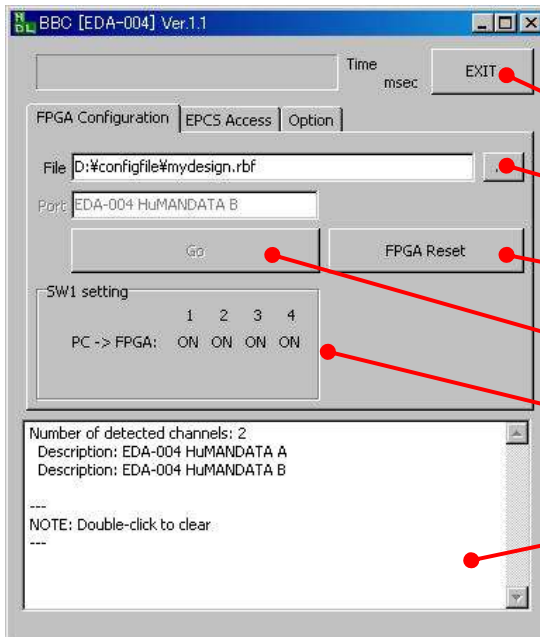 BBC [EDA-004] Ver.1.1
Time
msec
EXIT
FPGA Configuration EPCS Access Option
File D:¥configfile¥mydesign.rbf
Port EDA-004 HuMANDATA B
Go FPGA Reset
SW1 setting
1 2 3 4
PC -> FPGA: ON ON ON ON
Number of detected channels: 2
Description: EDA-004 HuMANDATA A
Description: EDA-004 HuMANDATA B
---
NOTE: Double-click to clear
---